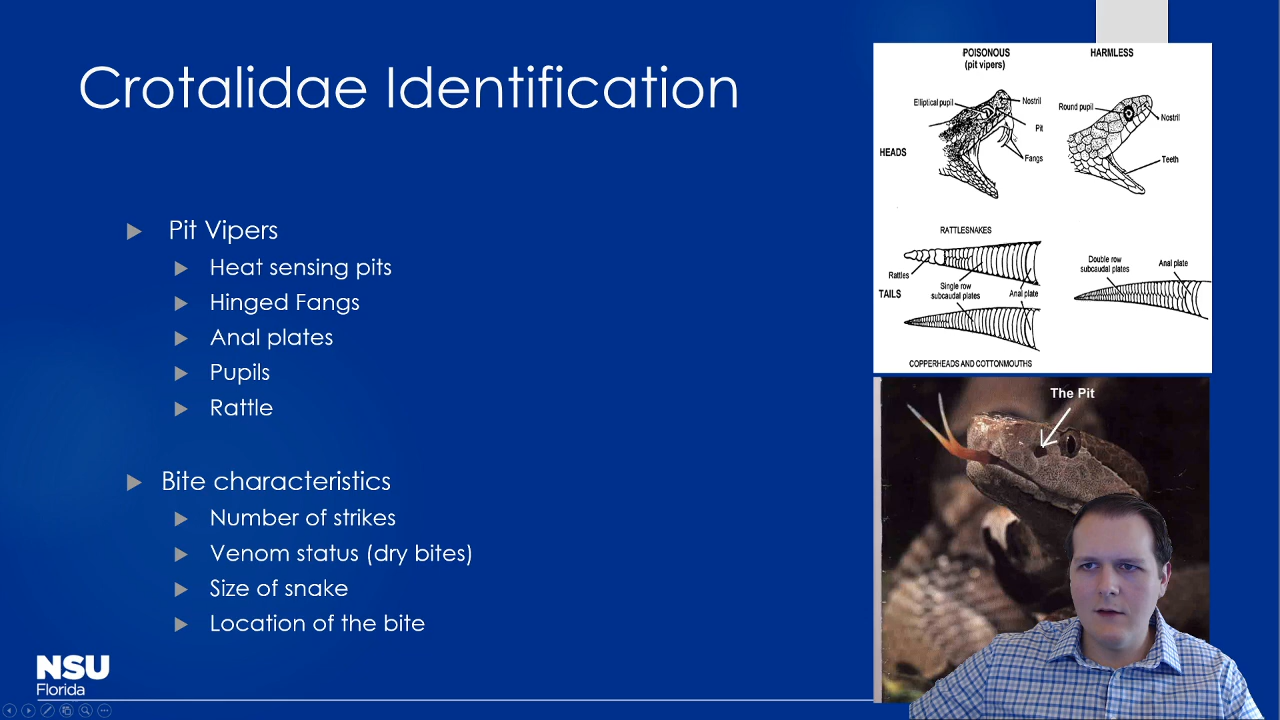 Crotalidae Identification
Pit Vipers
Heat sensing pits
Hinged Fangs
Anal plates
Pupils
Rattle
Bite characteristics
Number of strikes
Venom status (dry bites)
Size of snake
Location of the bite
NSU
Florida
POISONOUS
(pit vipers)
HARMLESS
Elliptical pupil
Nostril
Pit
Fangs
HEADS
Round pupil
Nostril
Teeth
RATTLESNAKES
Rattles
Single row
subcaudal plates
Anal plate
TAILS
Double row
subcaudal plates
Anal plate
COPPERHEADS AND COTTONMOUTHS
The Pit